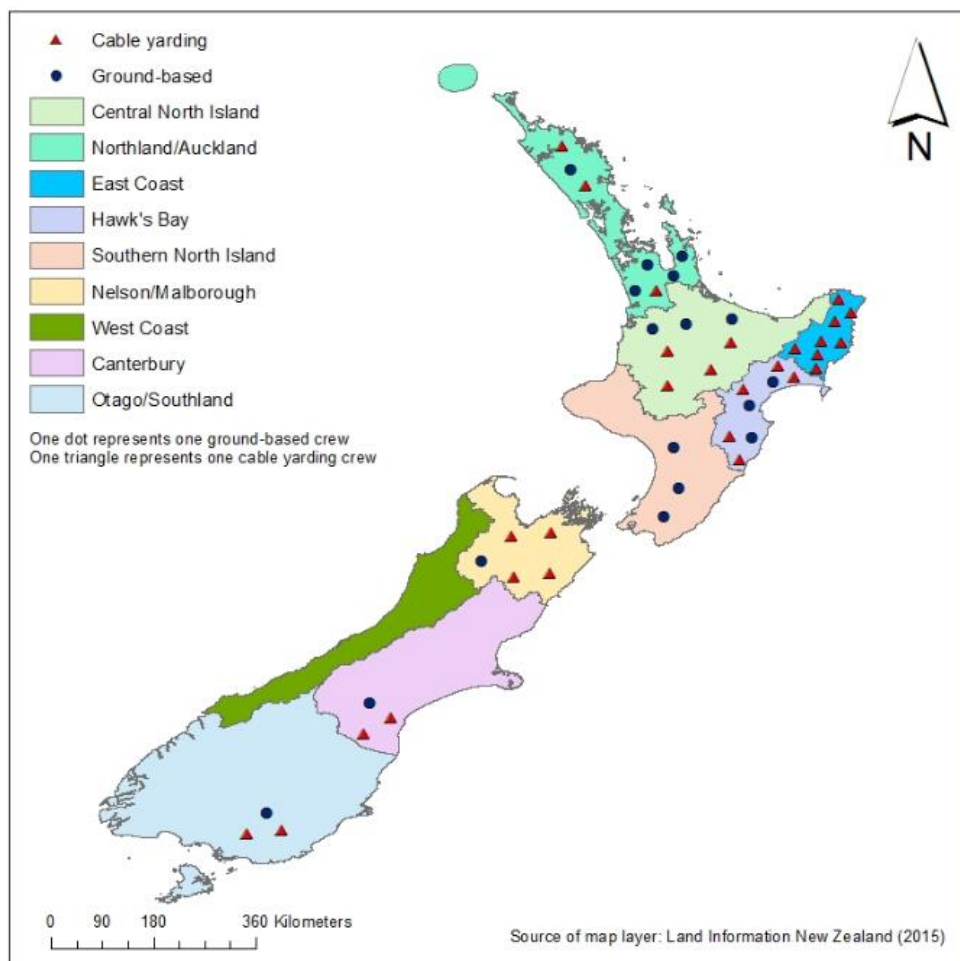 Cable yarding
Ground-based
Central North Island
Northland/Auckland
East Coast
Hawk's Bay
Southern North Island
Nelson/Malborough
West Coast
Canterbury
Otago/Southland
One dot represents one ground-based crew
One triangle represents one cable yarding crew
N
0 90 180 360 Kilometers
Source of map layer: Land Information New Zealand (2015)